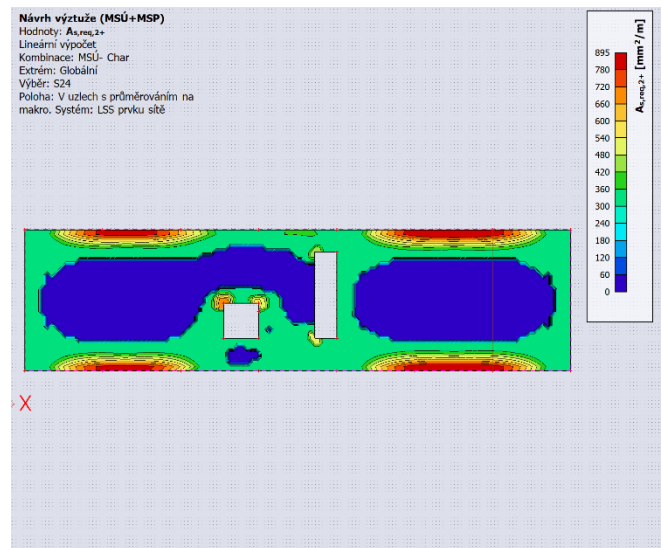 Návrh výztuže (MSÚ+MSP)
Hodnoty: As,req,2+
Lineární výpočet
Kombinace: MSÚ- Char
Extrém: Globální
Výběr: S24
Poloha: V uzlech s průměrováním na
makro. Systém: LSS prvku sítě
895
780
720
660
600
540
480
420
360
300
240
180
120
60
0
As,req,2+ [mm²/m]
X